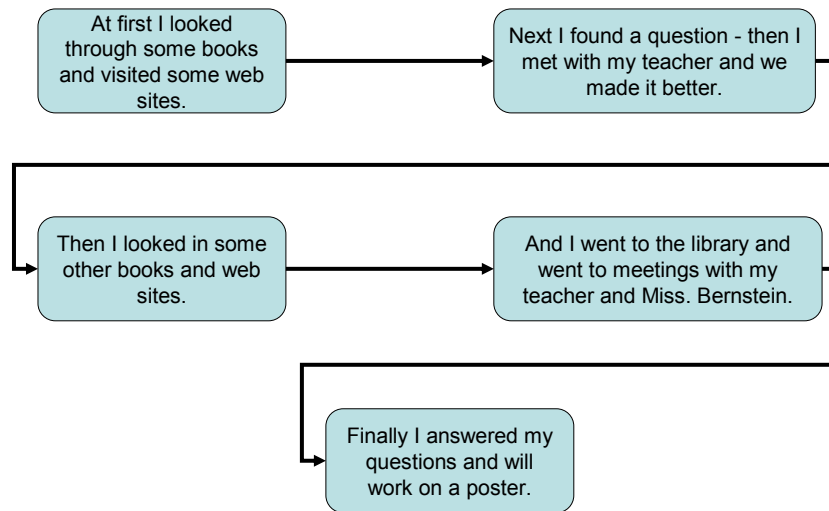 At first I looked
through some books
and visited some web
sites.
Next I found a question - then I
met with my teacher and we
made it better.
Then I looked in some
other books and web
sites.
And I went to the library and
went to meetings with my
teacher and Miss. Bernstein.
Finally I answered my
questions and will
work on a poster.